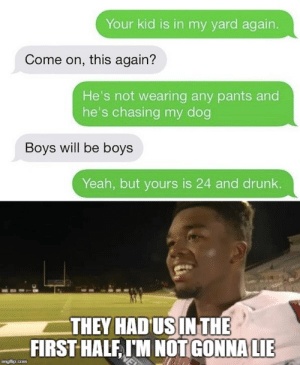 Your kid is in my yard again.
Come on, this again?
He's not wearing any pants and
he's chasing my dog
Boys will be boys
Yeah, but yours is 24 and drunk.
THEY HAD US IN THE
FIRST HALF, I'M NOT GONNA LIE
imgflip.com